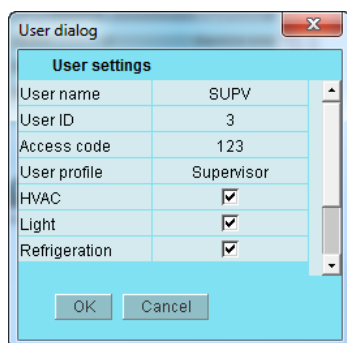 User dialog
User settings
User name SUPV
User ID 3
Access code 123
User profile Supervisor
HVAC
Light
Refrigeration
OK Cancel